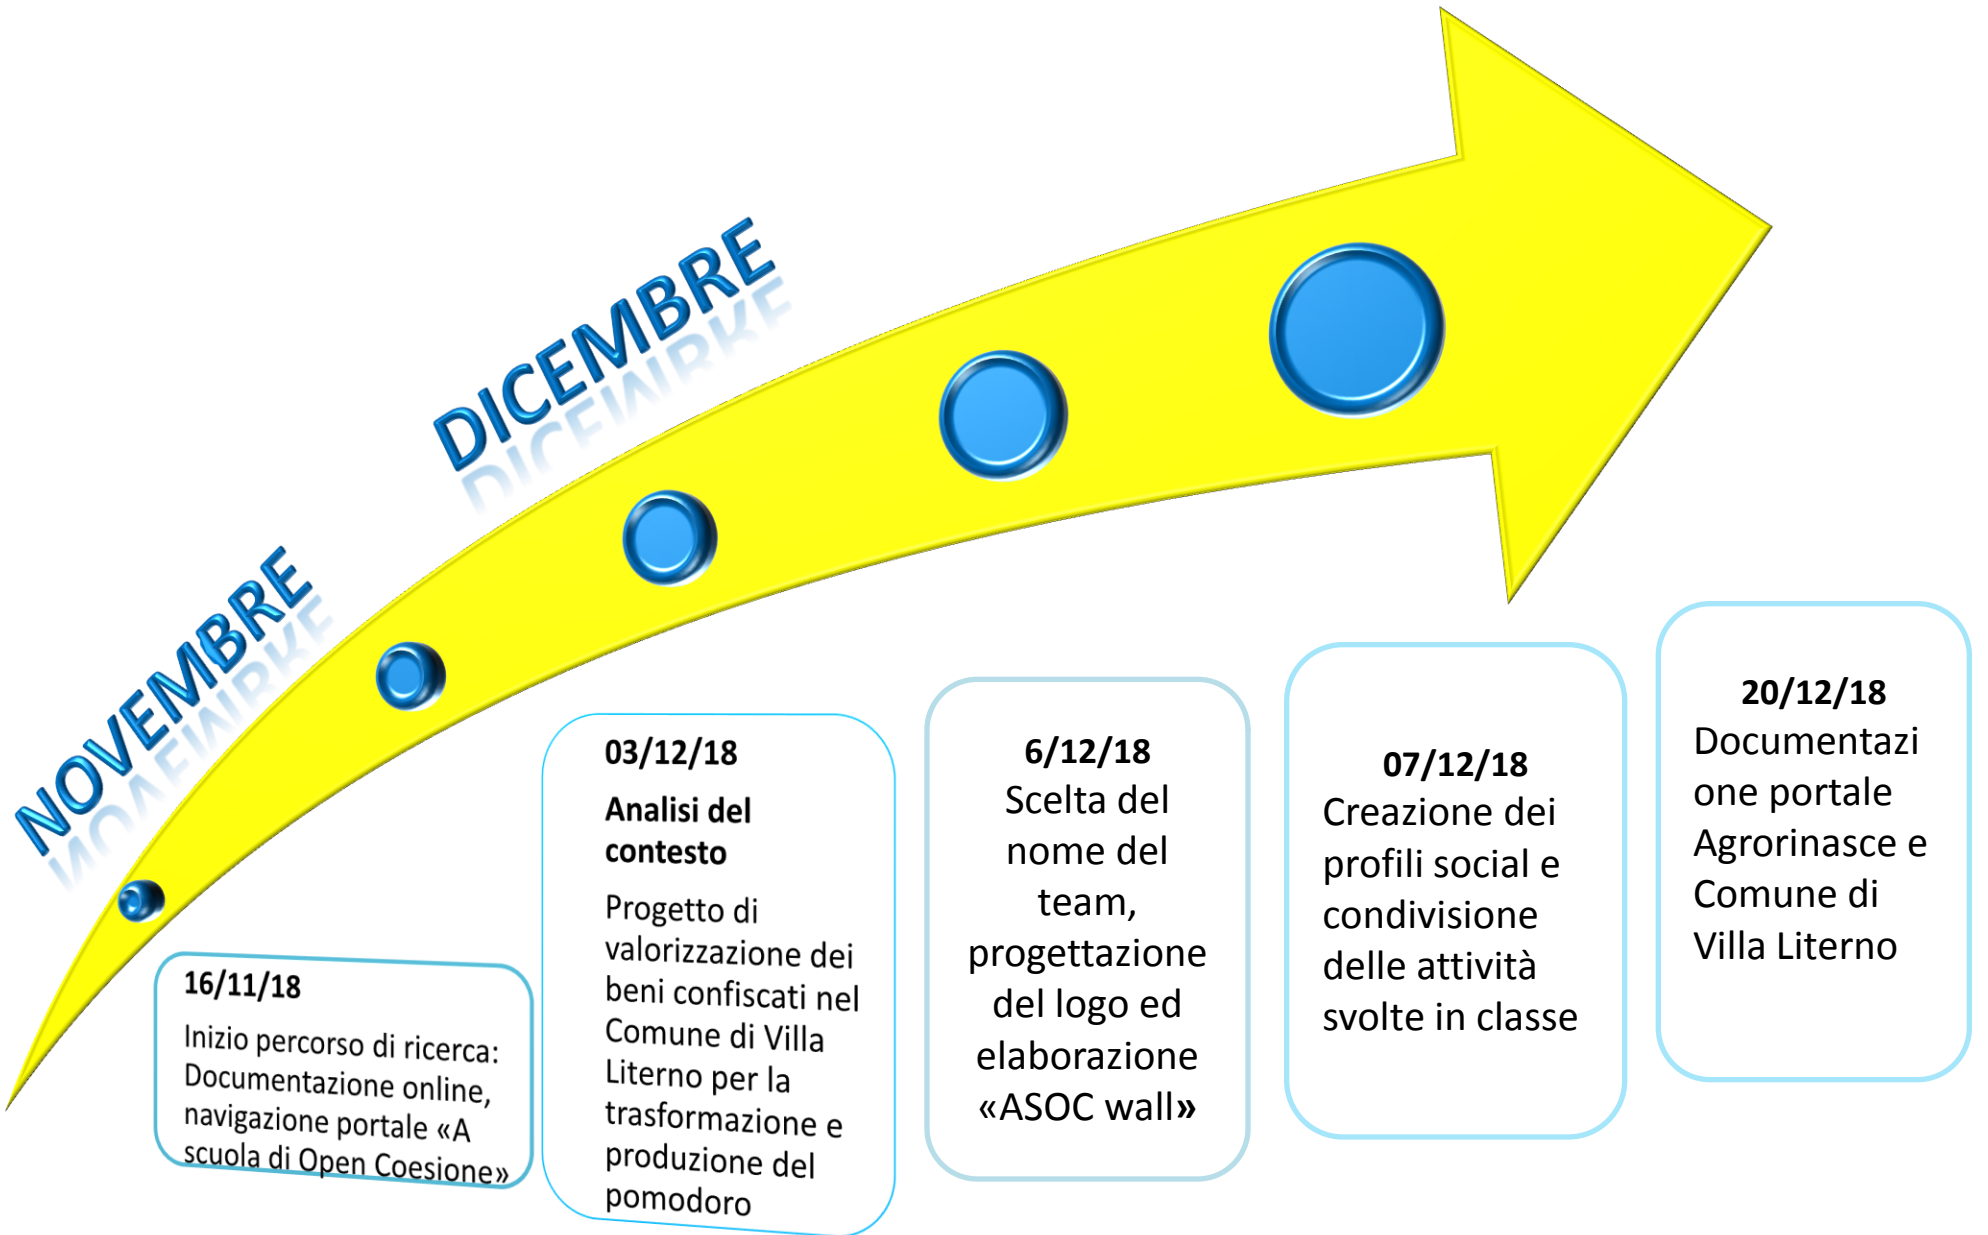 NOVEMBRE
DICEMBRE
16/11/18
Inizio percorso di ricerca:
Documentazione online,
navigazione portale «A
scuola di Open Coesione»
03/12/18
Analisi del
contesto
Progetto di
valorizzazione dei
beni confiscati nel
Comune di Villa
Literno per la
trasformazione e
produzione del
pomodoro
6/12/18
Scelta del
nome del
team,
progettazione
del logo ed
elaborazione
«ASOC wall»
07/12/18
Creazione dei
profili social e
condivisione
delle attività
svolte in classe
20/12/18
Documentazi
one portale
Agrorinasce e
Comune di
Villa Literno